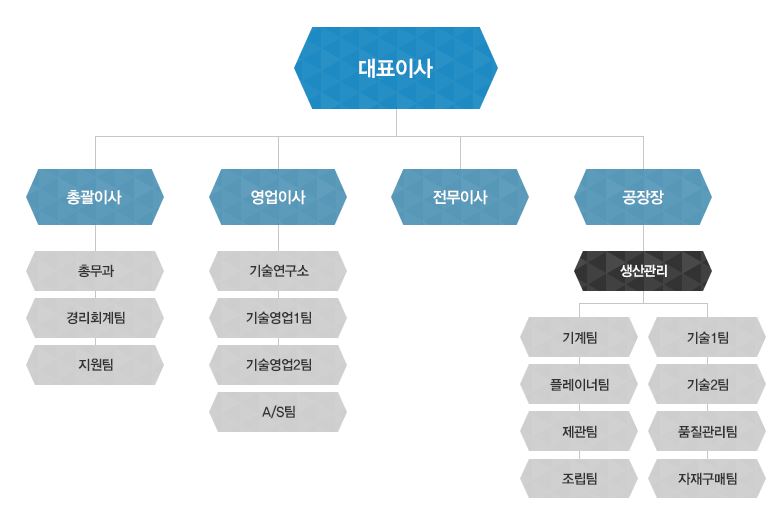 대표이사
총괄이사
영업이사
전무이사
공장장
총무과
경리회계팀
지원팀
기술연구소
기술영업1팀
기술영업2팀
A/S팀
생산관리
기계팀
플레이너팀
제관팀
조립팀
기술1팀
기술2팀
품질관리팀
자재구매팀